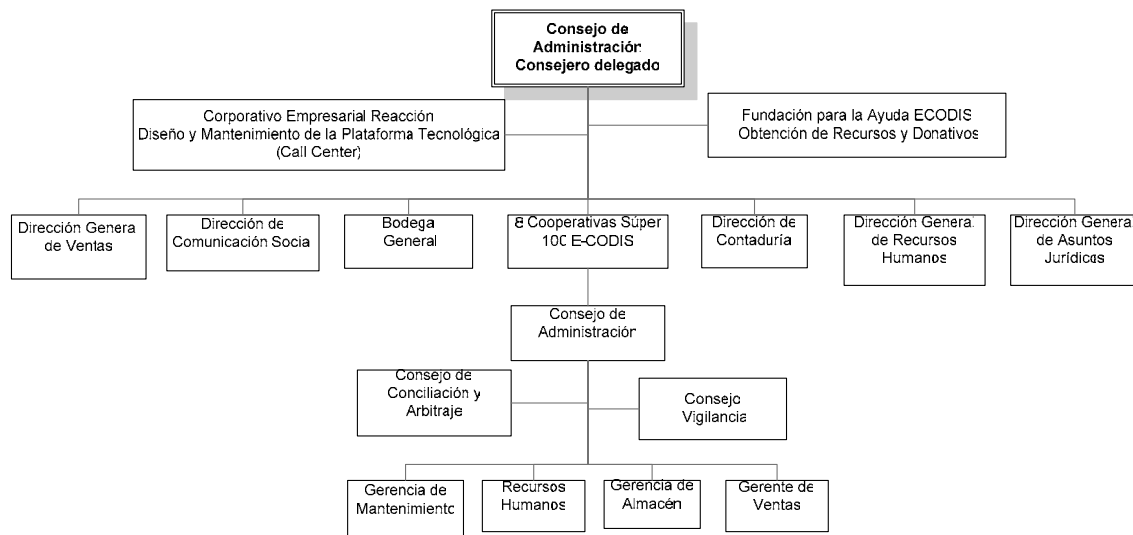 Consejo de
Administración
Consejero delegado
Corporativo Empresarial Reacción
Diseño y Mantenimiento de la Plataforma Tecnológica
(Call Center)
Fundación para la Ayuda ECODIS
Obtención de Recursos y Donativos
Dirección Genera
de Ventas
Dirección de
Comunicación Socia
Bodega
General
8 Cooperativas Súper
100 E-CODIS
Dirección de
Contaduría
Dirección General
de Recursos
Humanos
Dirección General
de Asuntos
Jurídicos
Consejo de
Administración
Consejo de
Conciliación y
Arbitraje
Consejo
Vigilancia
Gerencia de
Mantenimiento
Recursos
Humanos
Gerencia de
Almacén
Gerente de
Ventas